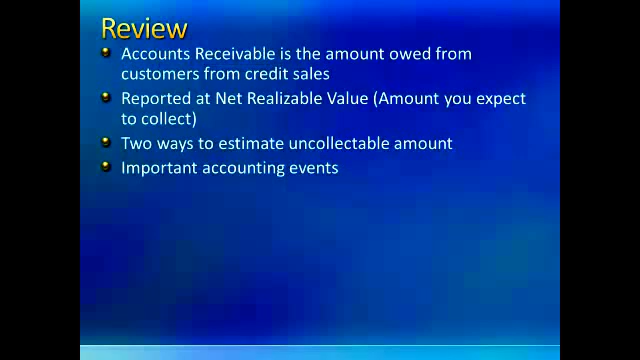 Review
Accounts Receivable is the amount owed from
customers from credit sales
Reported at Net Realizable Value (Amount you expect
to collect)
Two ways to estimate uncollectable amount
Important accounting events